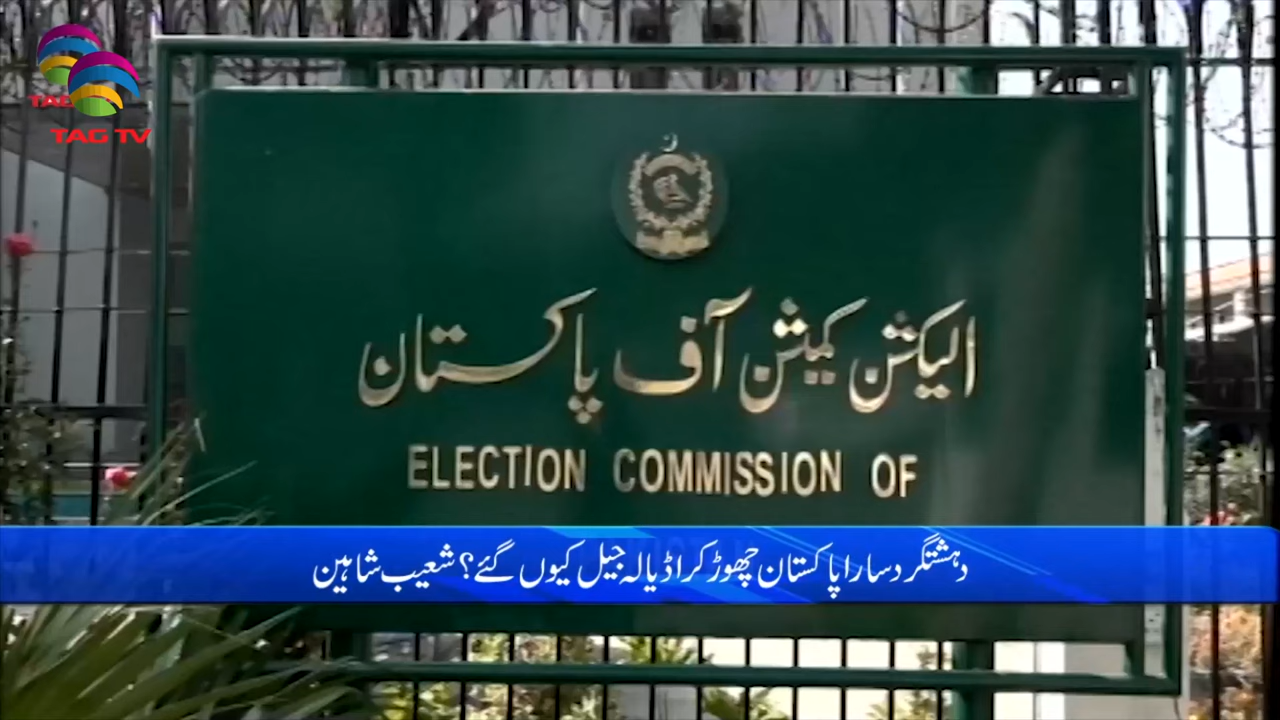 TAG
TAG TV
الیکشن کمیشن آف پاکستان
ELECTION COMMISSION OF
دہشتگرد سارا پاکستان چھوڑ کر اڈیالہ جیل کیوں گئے؟ شعیب شاہین